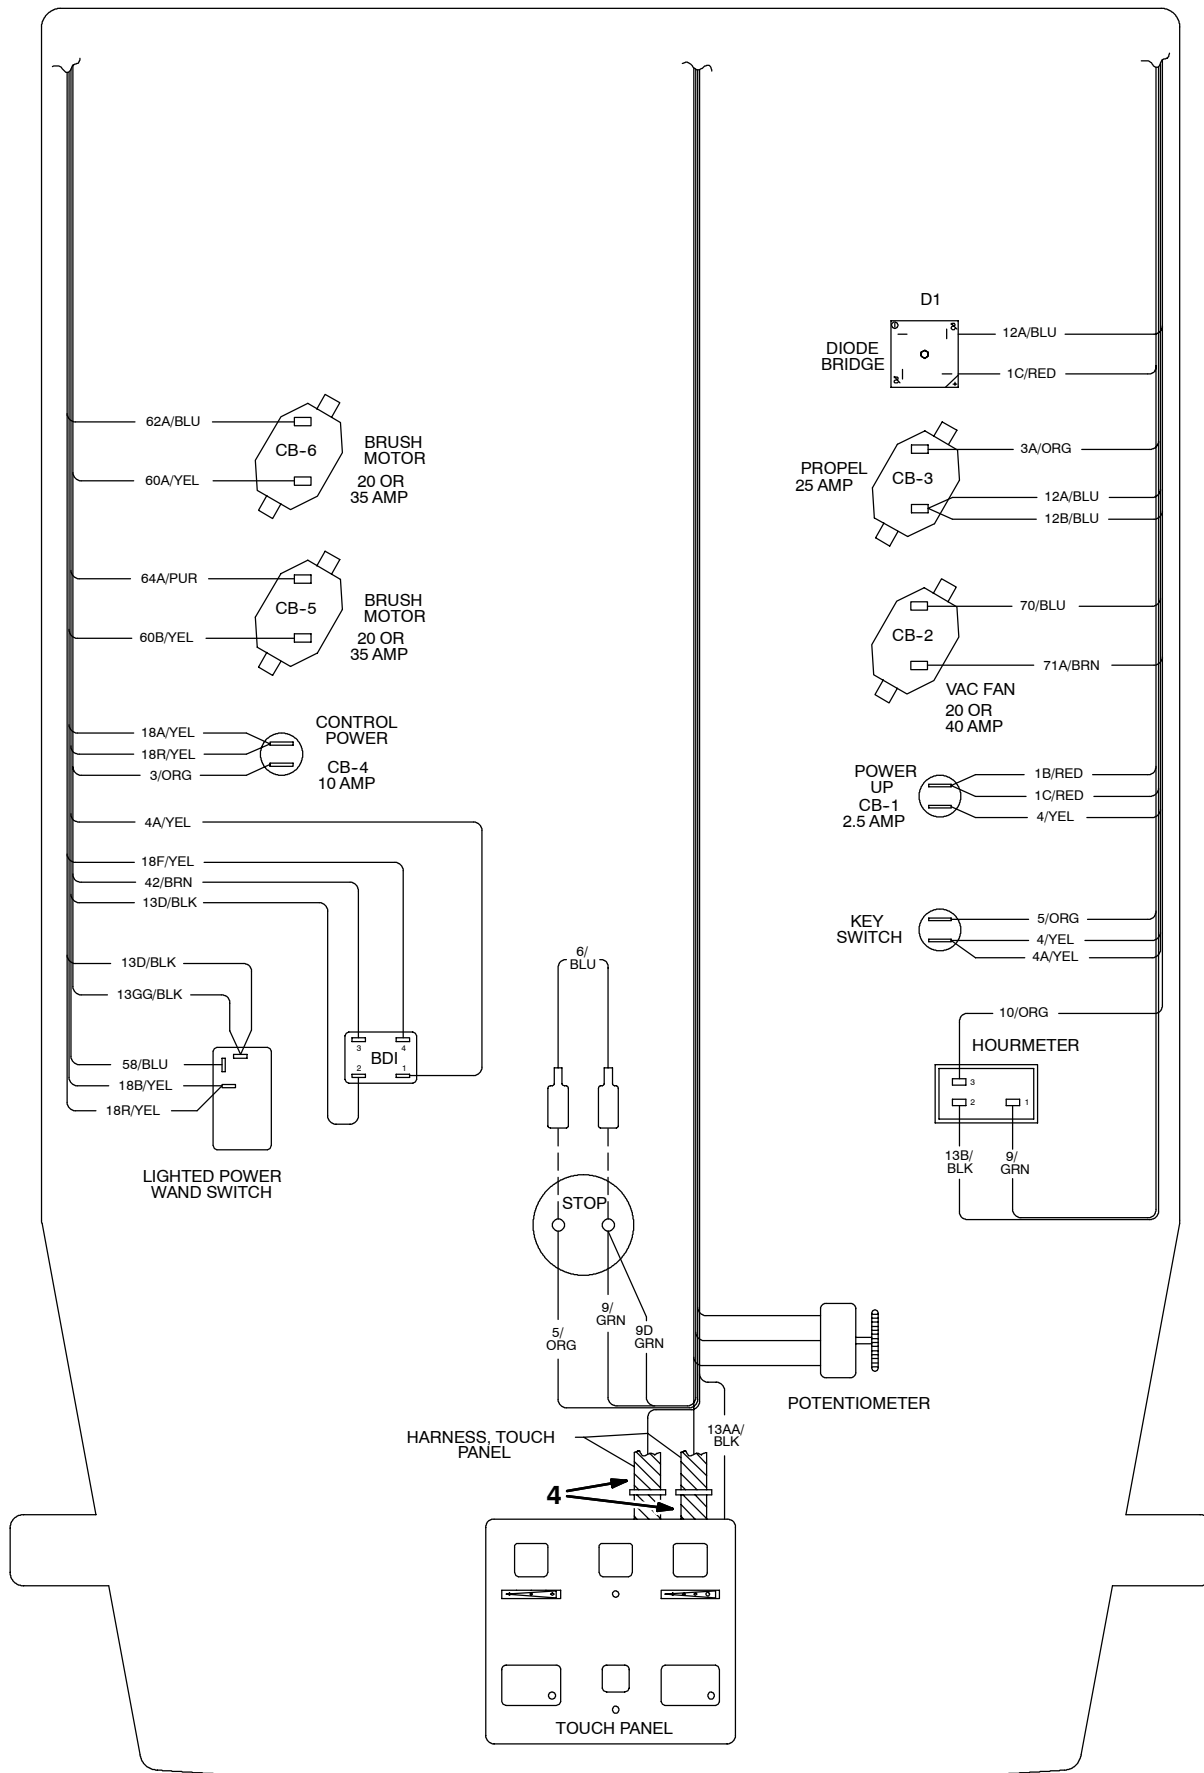 D1
DIODE
BRIDGE
12A/BLU
1C/RED
62A/BLU
CB-6
60A/YEL
BRUSH
MOTOR
20 OR
35 AMP
PROPEL
25 AMP
CB-3
3A/ORG
12A/BLU
12B/BLU
64A/PUR
CB-5
60B/YEL
BRUSH
MOTOR
20 OR
35 AMP
70/BLU
CB-2
71A/BRN
VAC FAN
20 OR
40 AMP
18A/YEL
18R/YEL
3/ORG
CONTROL
POWER
CB-4
10 AMP
POWER
UP
CB-1
2.5 AMP
1B/RED
1C/RED
4/YEL
4A/YEL
18F/YEL
42/BRN
13D/BLK
KEY
SWITCH
5/ORG
4/YEL
4A/YEL
13D/BLK
13GG/BLK
58/BLU
18B/YEL
18R/YEL
LIGHTED POWER
WAND SWITCH
3
4
BDI
2
1
6/
BLU
STOP
5/
ORG
9/
GRN
9D
GRN
10/ORG
HOURMETER
3
2
1
13B/
BLK
9/
GRN
POTENTIOMETER
HARNESS, TOUCH
PANEL
13AA/
BLK
4
TOUCH PANEL